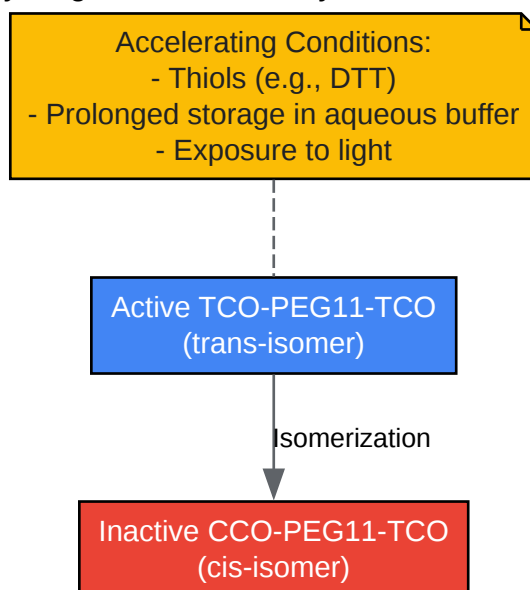 Accelerating Conditions:
- Thiols (e.g., DTT)
- Prolonged storage in aqueous buffer
- Exposure to light
Active TCO-PEG11-TCO
(trans-isomer)
Isomerization
Inactive CCO-PEG11-TCO
(cis-isomer)